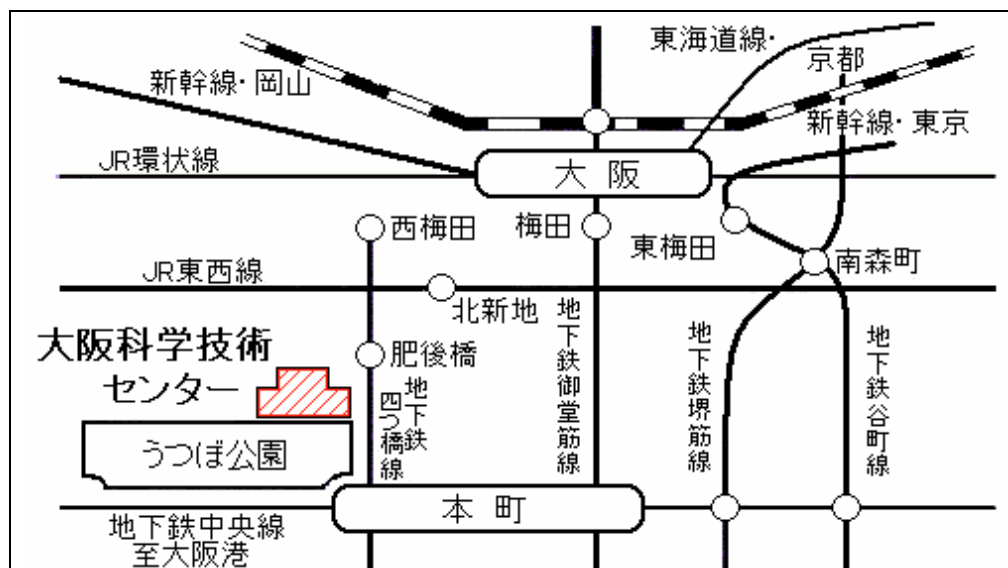 東海道線・
京都
新幹線・岡山
新幹線・東京
JR環状線
大阪
西梅田
梅田
東梅田
南森町
JR東西線
北新地
大阪科学技術
センター
肥後橋
地下鉄
四つ橋線
地下鉄御堂筋線
地下鉄堺筋線
地下鉄谷町線
うつぼ公園
本町
地下鉄中央線
至大阪港